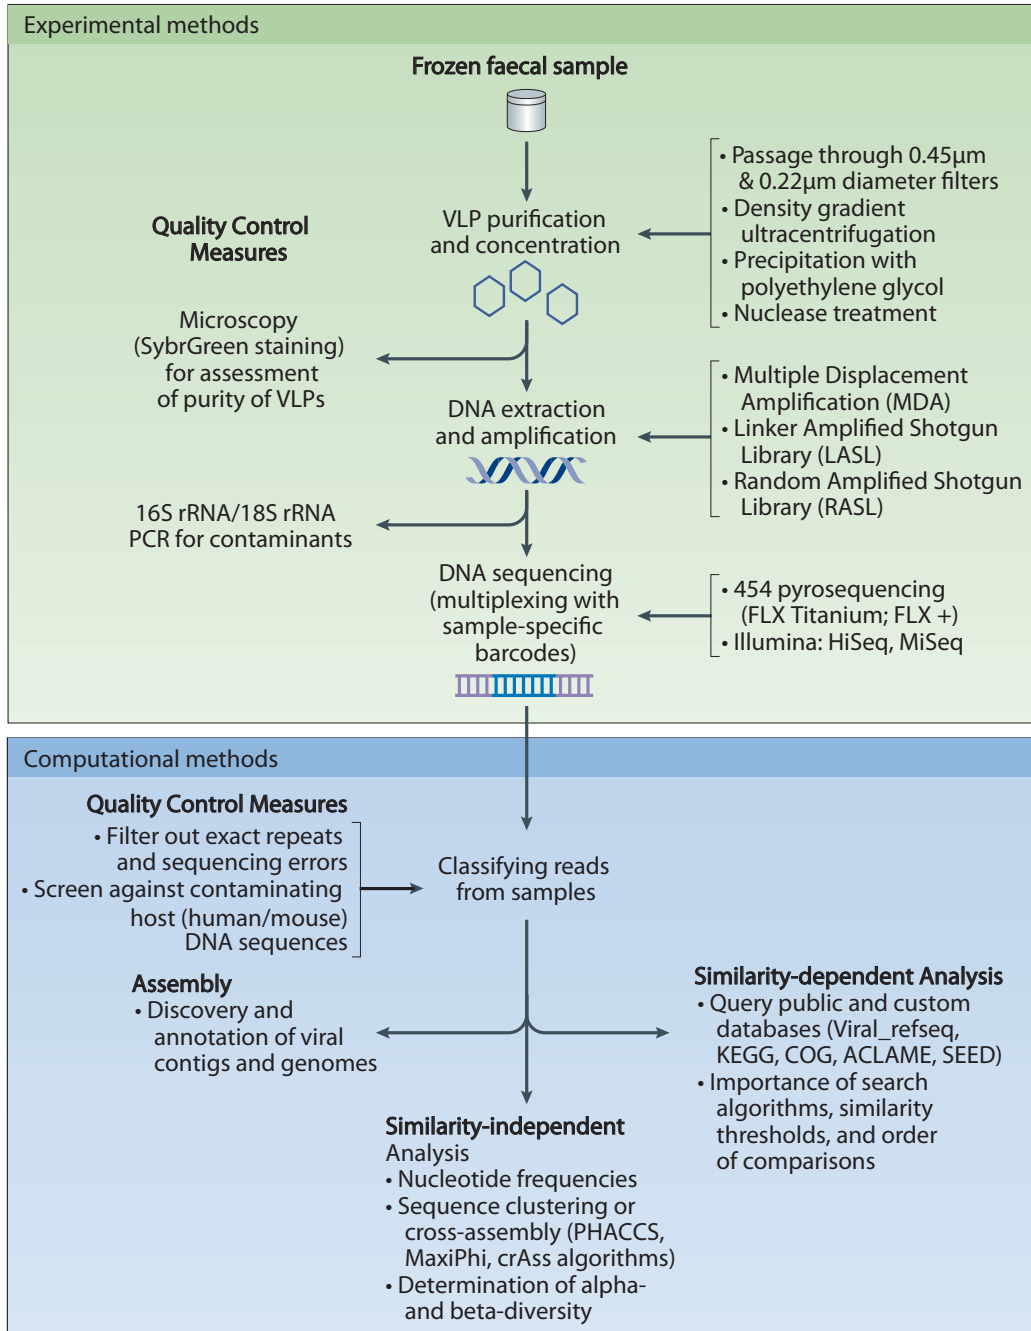 Experimental methods
Frozen faecal sample
• Passage through 0.45µm
& 0.22µm diameter filters
• Density gradient
ultracentrifugation
• Precipitation with
polyethylene glycol
• Nuclease treatment
VLP purification
and concentration
Quality Control
Measures
Microscopy
(SybrGreen staining)
for assessment
of purity of VLPs
• Multiple Displacement
Amplification (MDA)
• Linker Amplified Shotgun
Library (LASL)
• Random Amplified Shotgun
Library (RASL)
DNA extraction
and amplification
16S rRNA/18S rRNA
PCR for contaminants
DNA sequencing
(multiplexing with
sample-specific
barcodes)
• 454 pyrosequencing
(FLX Titanium; FLX +)
• Illumina: HiSeq, MiSeq
Computational methods
Quality Control Measures
• Filter out exact repeats
and sequencing errors
• Screen against contaminating
host (human/mouse)
DNA sequences
Classifying reads
from samples
Assembly
• Discovery and
annotation of viral
contigs and genomes
Similarity-dependent Analysis
• Query public and custom
databases (Viral_refseq,
KEGG, COG, ACLAME, SEED)
• Importance of search
algorithms, similarity
thresholds, and order
of comparisons
Similarity-independent
Analysis
• Nucleotide frequencies
• Sequence clustering or
cross-assembly (PHACCS,
MaxiPhi, crAss algorithms)
• Determination of alpha-
and beta-diversity